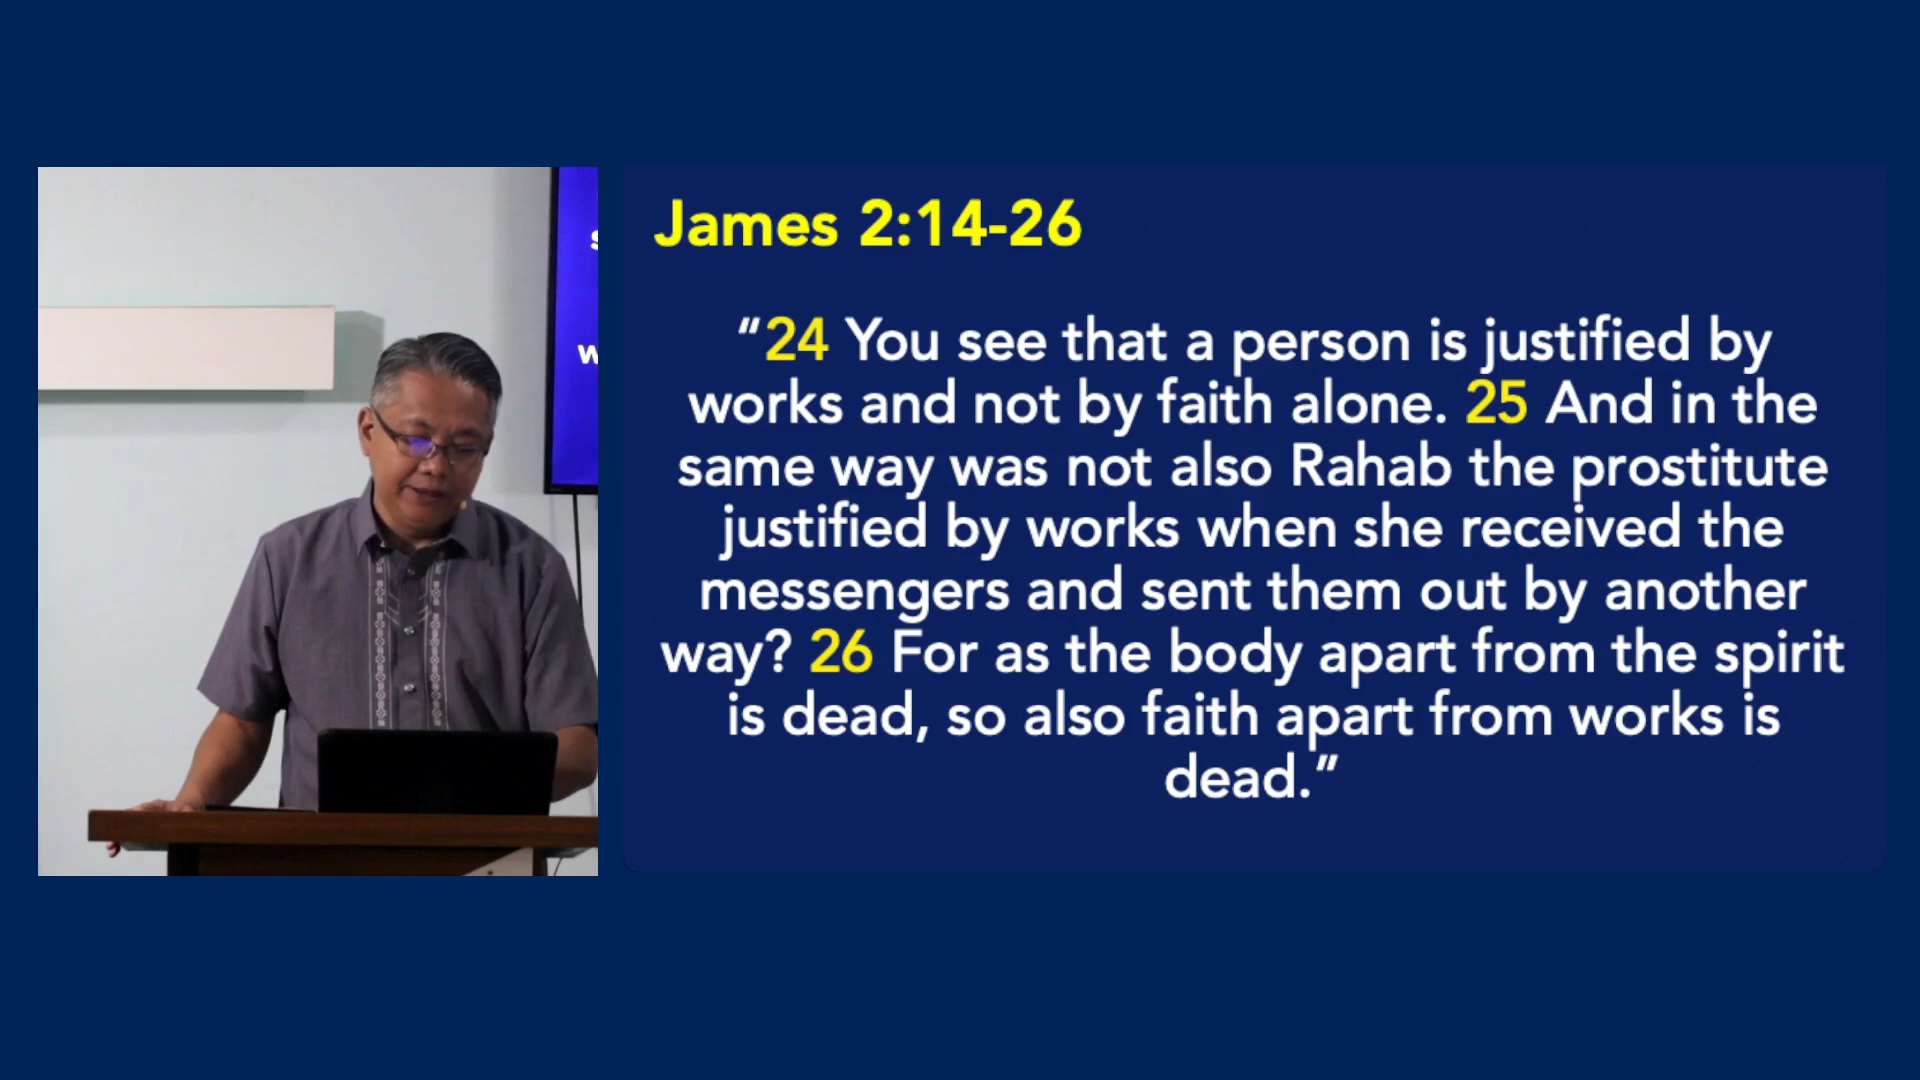 James 2:14-26
“24 You see that a person is justified by
works and not by faith alone. 25 And in the
same way was not also Rahab the prostitute
justified by works when she received the
messengers and sent them out by another
way? 26 For as the body apart from the spirit
is dead, so also faith apart from works is
dead.”